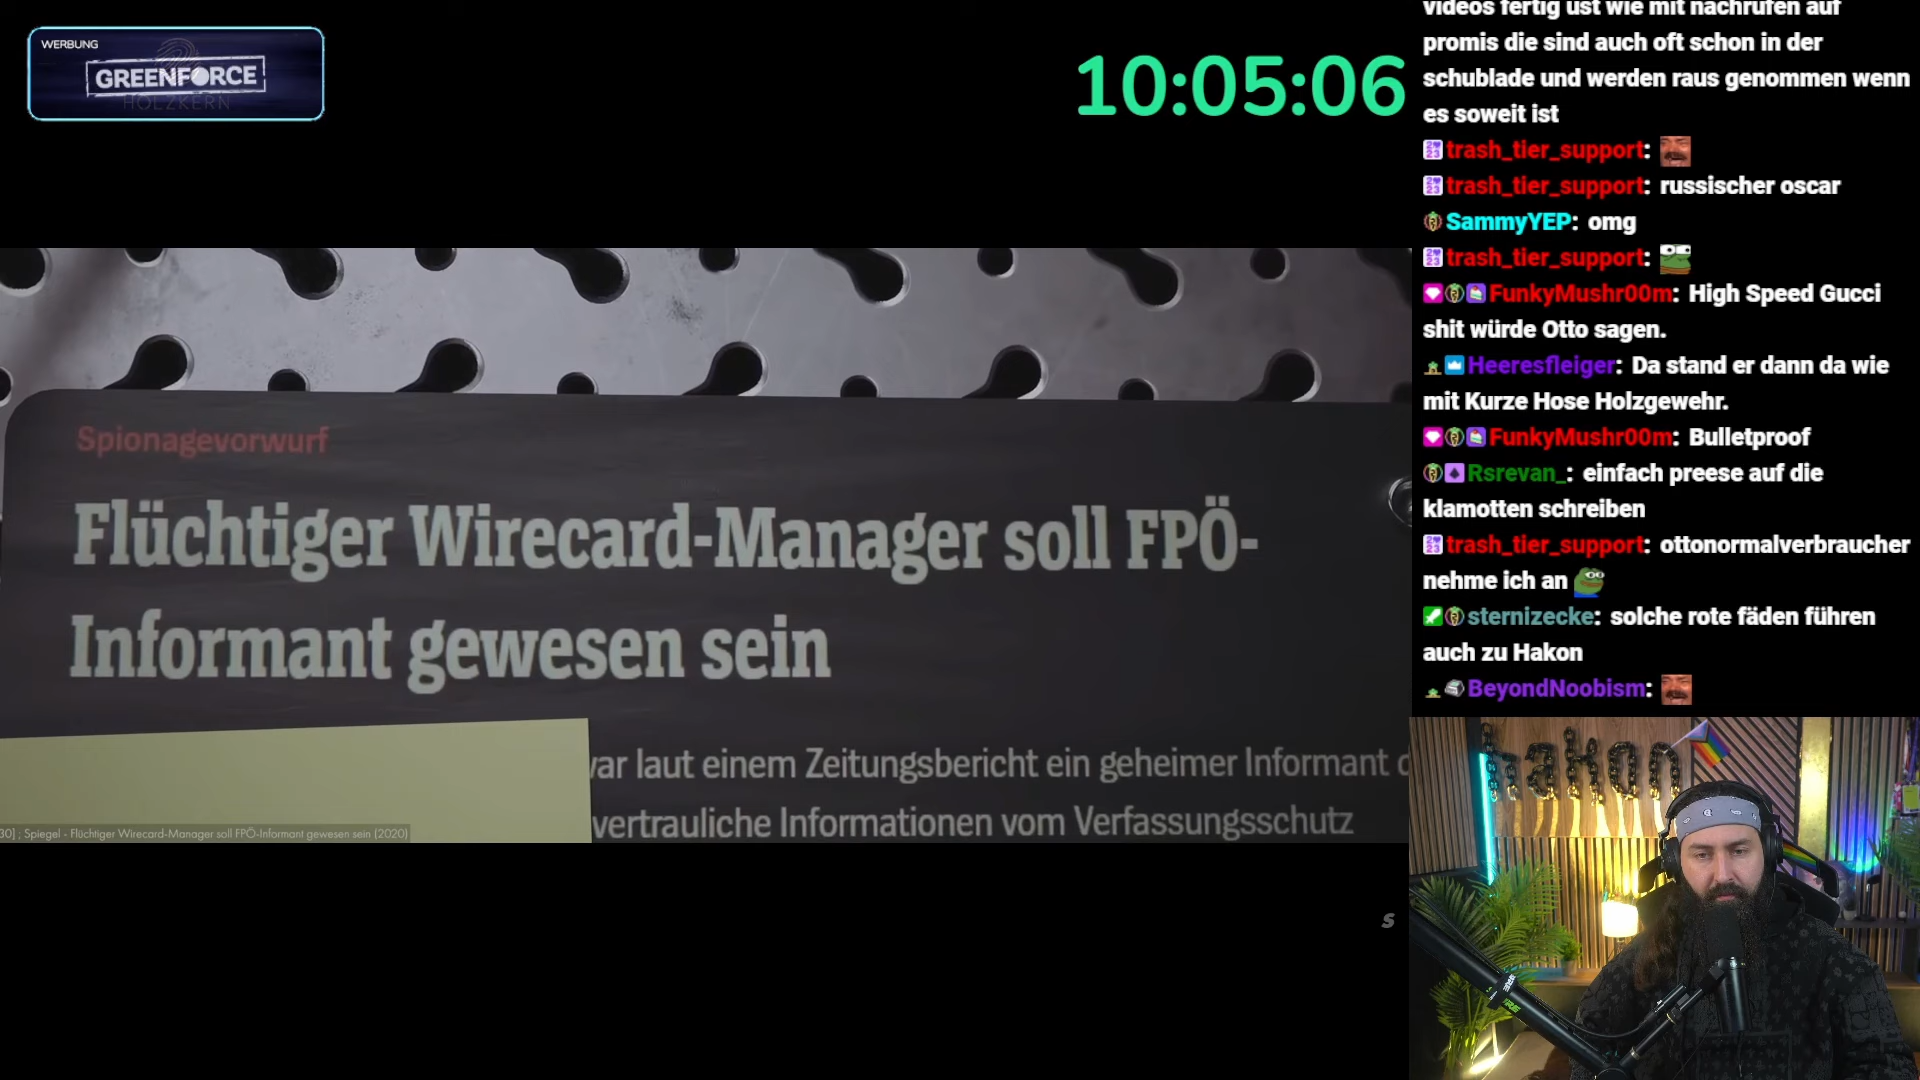 WERBUNG
GREENFORCE
HOLZKERN
10:05:06
Spionagevorwurf
Flüchtiger Wirecard-Manager soll FPÖ-
Informant gewesen sein
war laut einem Zeitungsbericht ein geheimer Informant
vertrauliche Informationen vom Verfassungsschutz
30] ; Spiegel - Flüchtiger Wirecard-Manager soll FPÖ-Informant gewesen sein (2020)
S
videos fertig ust wie mit nachrufen auf
promis die sind auch oft schon in der
schublade und werden raus genommen wenn
es soweit ist
trash_tier_support:
trash_tier_support: russischer oscar
SammyYEP: omg
trash_tier_support:
FunkyMushr00m: High Speed Gucci
shit würde Otto sagen.
Heeresfleiger: Da stand er dann da wie
mit Kurze Hose Holzgewehr.
FunkyMushr00m: Bulletproof
Rsrevan_: einfach preese auf die
klamotten schreiben
trash_tier_support: ottonormalverbraucher
nehme ich an
sternizecke: solche rote fäden führen
auch zu Hakon
BeyondNoobism:
Hakon